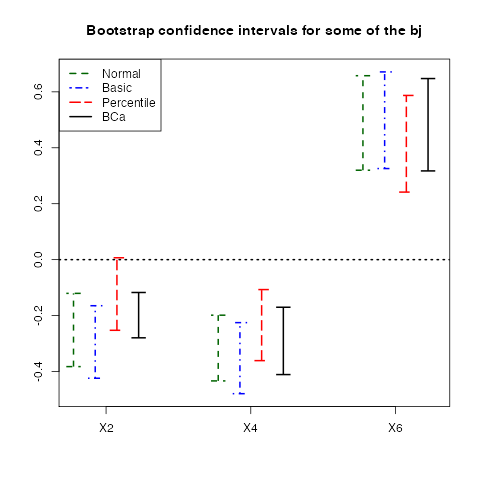 Bootstrap confidence intervals for some of the bj
Normal
Basic
Percentile
BCa
0.6
0.4
0.2
0.0
-0.2
-0.4
X2 X4 X6